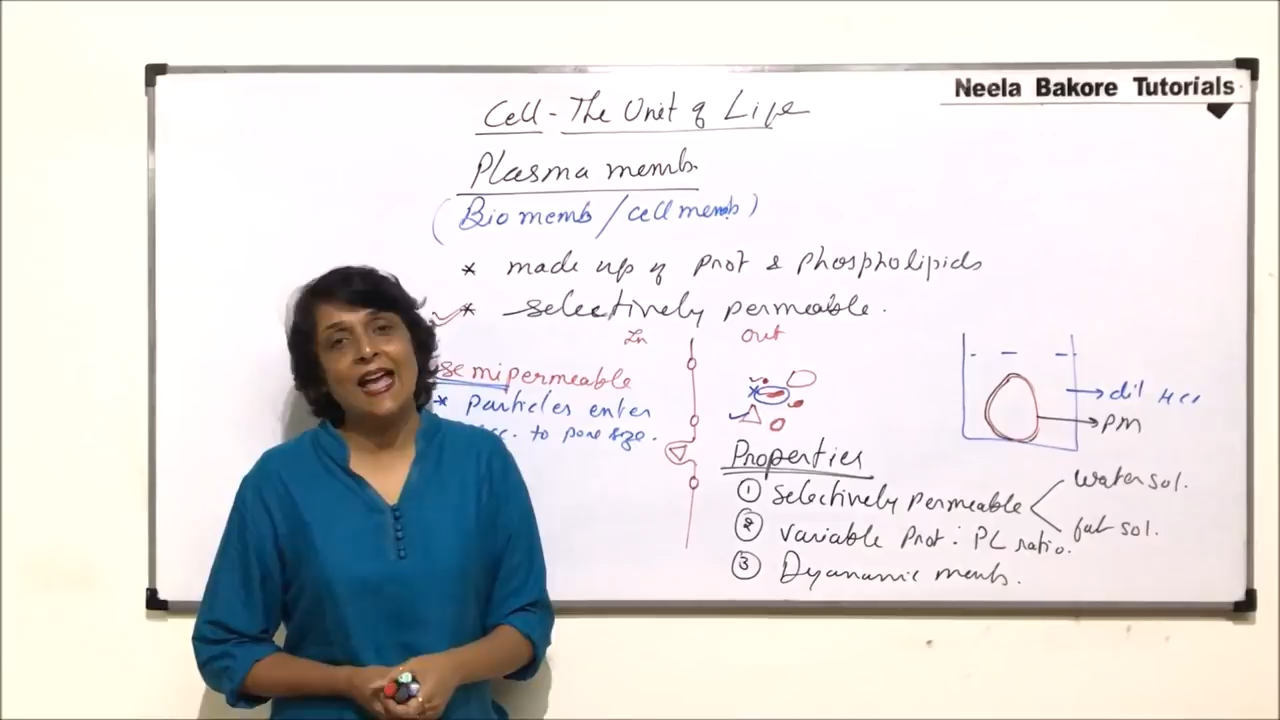 Neela Bakore Tutorials
Cell - The Unit of Life
Plasma memb.
(Bio memb / cell memb)
* made up of Prot & phospholipids
* selectively permeable.
In Out
semipermeable
* particles enter
acc. to pore size.
dil HCl
PM
Properties
① Selectively permeable
water sol.
fat sol.
② Variable Prot : PL ratio.
③ Dyanamic memb.